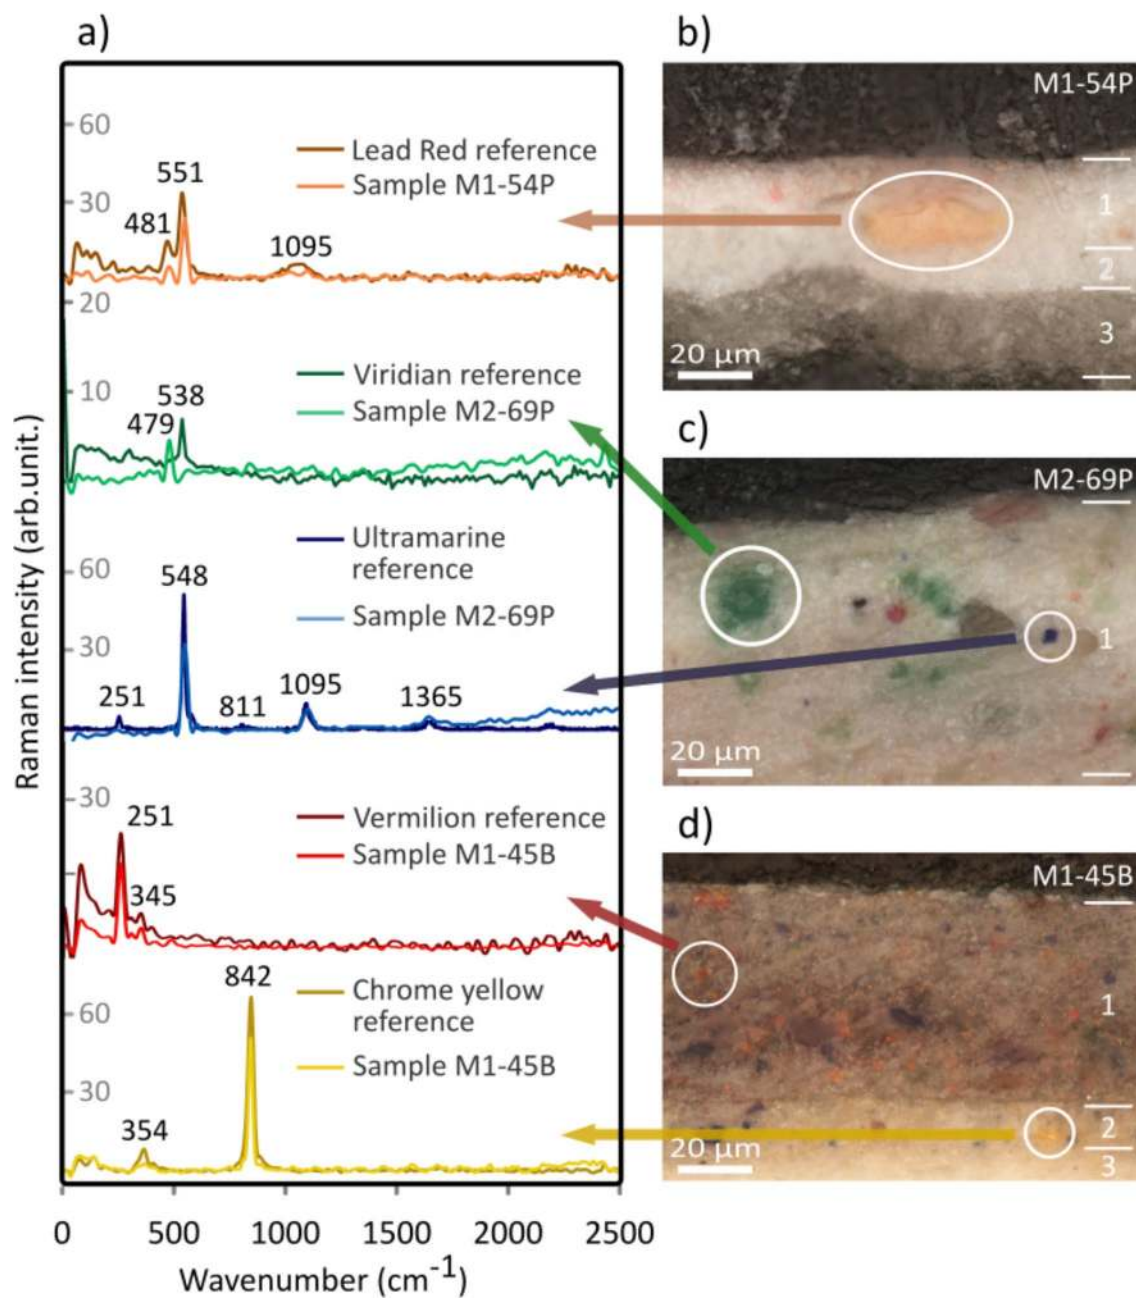 a)
60
30
20
10
60
30
30
60
30
Lead Red reference
Sample M1-54P
551
481
1095
Viridian reference
Sample M2-69P
538
479
Ultramarine
reference
Sample M2-69P
548
251
811
1095
1365
Vermilion reference
Sample M1-45B
251
345
Chrome yellow
reference
Sample M1-45B
842
354
0
500
1000
1500
2000
2500
Wavenumber (cm⁻¹)
Raman intensity (arb.unit.)
b)
M1-54P
1
2
3
20 µm
c)
M2-69P
1
20 µm
d)
M1-45B
1
2
3
20 µm